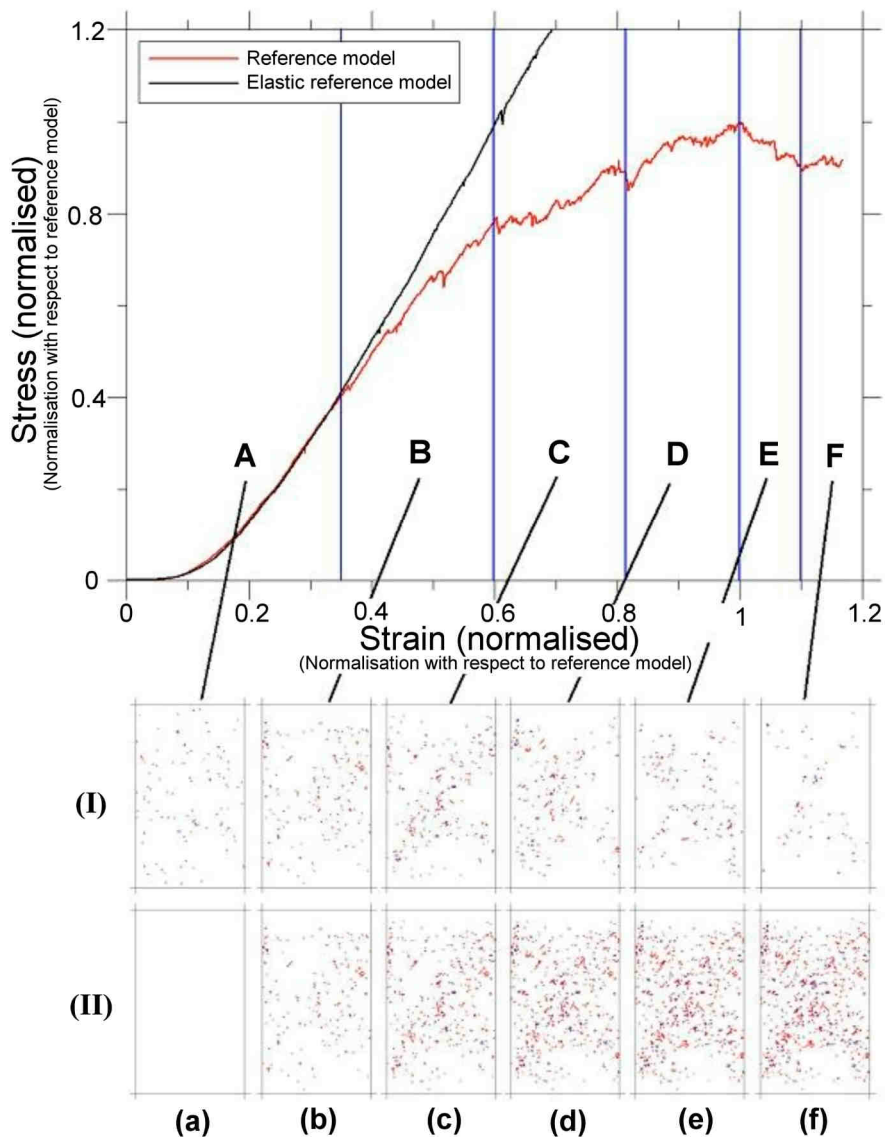 1.2
Reference model
Elastic reference model
Stress (normalised)
(Normalisation with respect to reference model)
0.8
0.4
0
A
B
C
D
E
F
0 0.2 0.4 0.6 0.8 1 1.2
Strain (normalised)
(Normalisation with respect to reference model)
(I)
(II)
(a) (b) (c) (d) (e) (f)